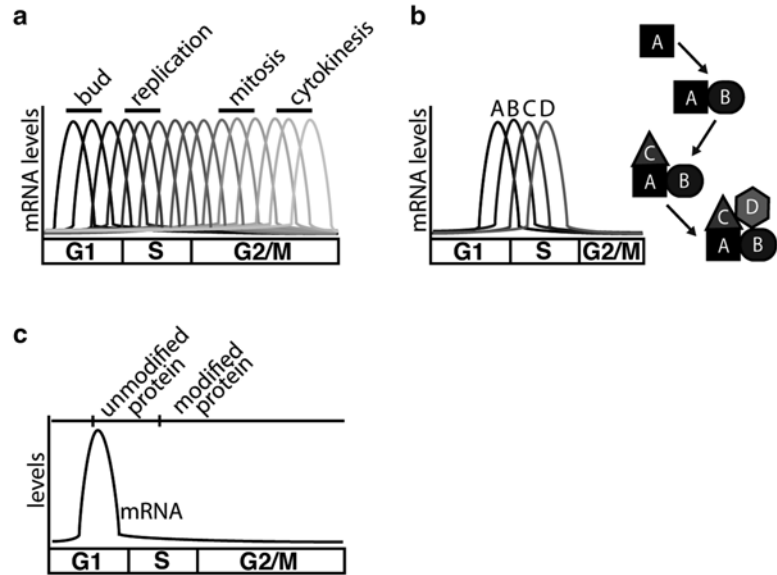 a
bud
replication
mitosis
cytokinesis
mRNA levels
G1 S G2/M
b
A B C D
mRNA levels
G1 S G2/M
A
A B
C
A B
C D
A B
c
unmodified
protein
modified
protein
levels
mRNA
G1 S G2/M